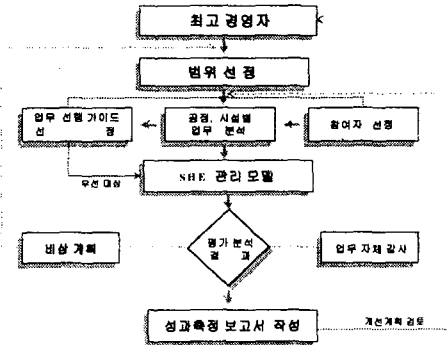 최고 경영자
범위 선정
업무 선행 가이드
선 정
공정, 시설별
업무 분석
참여자 선정
우선 대상
SHE 관리 모델
비상 계획
평가 분석
결 과
업무 자체 감사
성과측정 보고서 작성
개선계획 검토